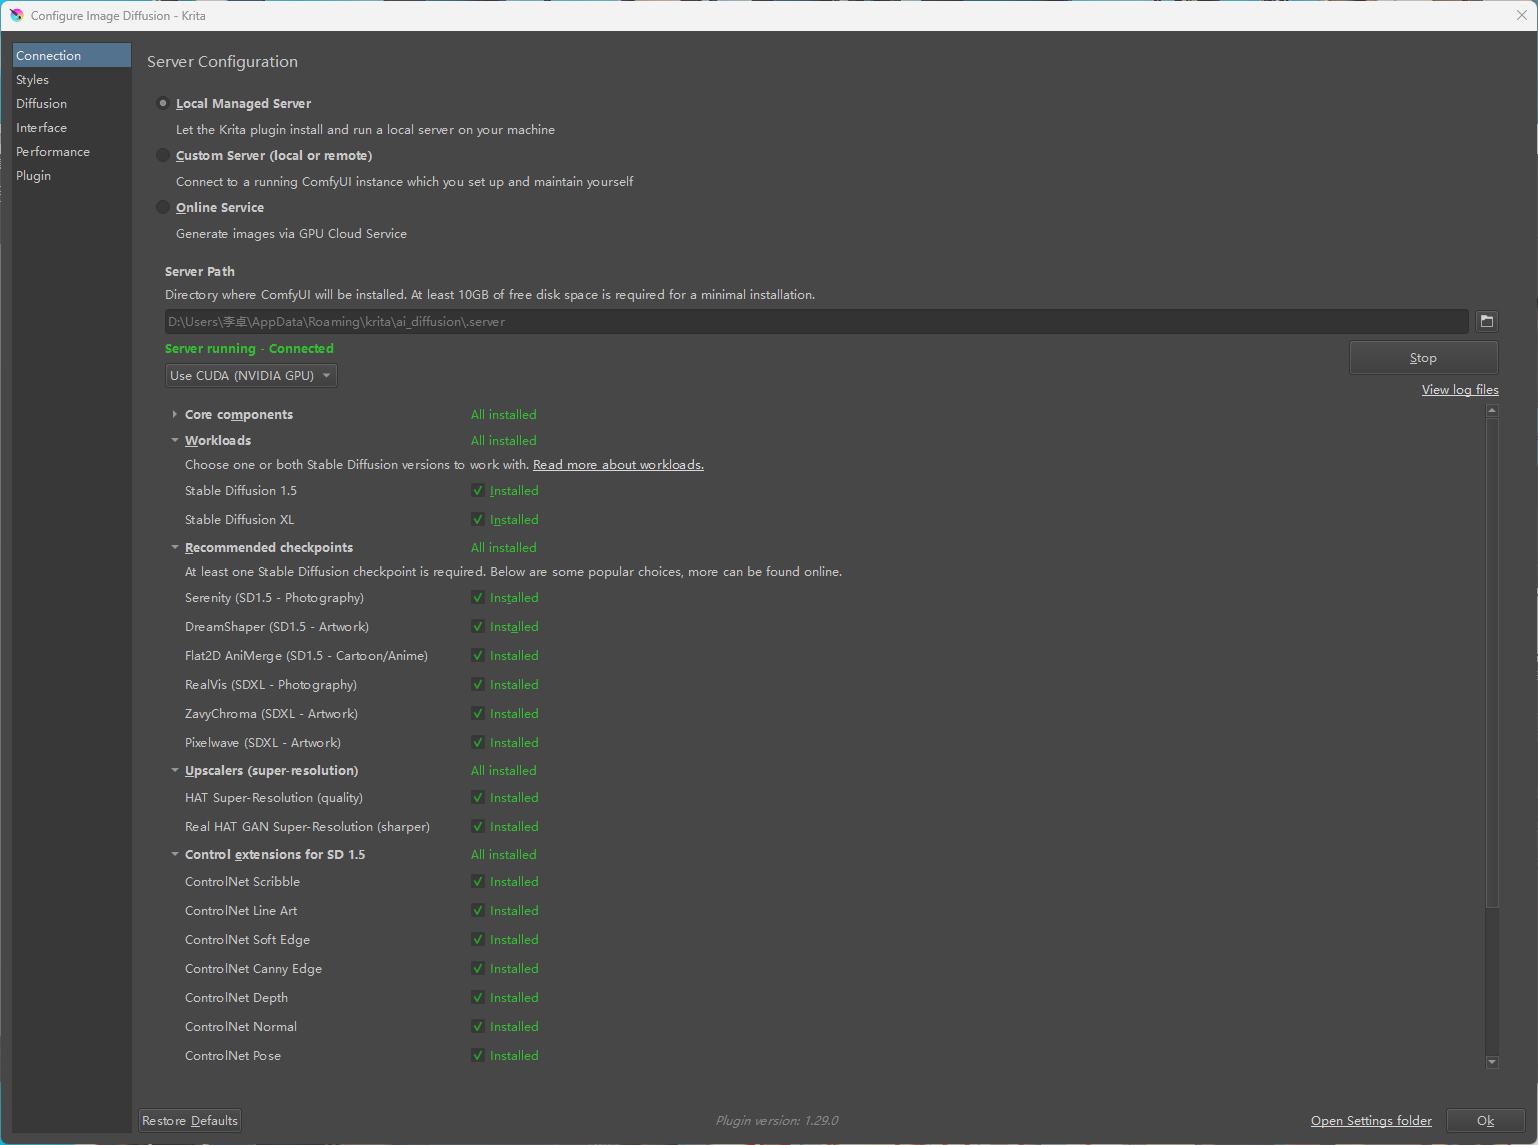 Configure Image Diffusion - Krita
Connection
Styles
Diffusion
Interface
Performance
Plugin
Server Configuration
Local Managed Server
Let the Krita plugin install and run a local server on your machine
Custom Server (local or remote)
Connect to a running ComfyUI instance which you set up and maintain yourself
Online Service
Generate images via GPU Cloud Service
Server Path
Directory where ComfyUI will be installed. At least 10GB of free disk space is required for a minimal installation.
D:\Users\李卓\AppData\Roaming\krita\ai_diffusion\.server
Server running - Connected
Stop
Use CUDA (NVIDIA GPU)
View log files
Core components All installed
Workloads All installed
Choose one or both Stable Diffusion versions to work with. Read more about workloads.
Stable Diffusion 1.5 Installed
Stable Diffusion XL Installed
Recommended checkpoints All installed
At least one Stable Diffusion checkpoint is required. Below are some popular choices, more can be found online.
Serenity (SD1.5 - Photography) Installed
DreamShaper (SD1.5 - Artwork) Installed
Flat2D AniMerge (SD1.5 - Cartoon/Anime) Installed
RealVis (SDXL - Photography) Installed
ZavyChroma (SDXL - Artwork) Installed
Pixelwave (SDXL - Artwork) Installed
Upscalers (super-resolution) All installed
HAT Super-Resolution (quality) Installed
Real HAT GAN Super-Resolution (sharper) Installed
Control extensions for SD 1.5 All installed
ControlNet Scribble Installed
ControlNet Line Art Installed
ControlNet Soft Edge Installed
ControlNet Canny Edge Installed
ControlNet Depth Installed
ControlNet Normal Installed
ControlNet Pose Installed
Restore Defaults
Plugin version: 1.29.0
Open Settings folder
Ok